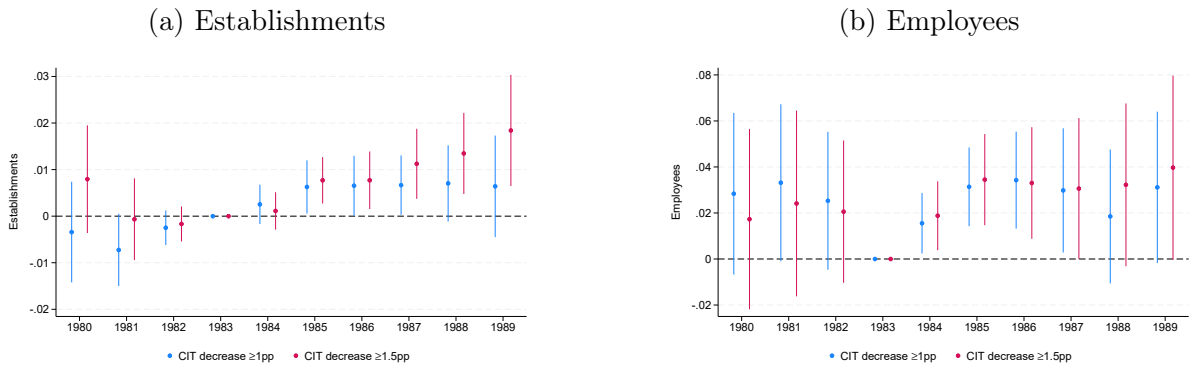 (a) Establishments
.03
.02
.01
0
-.01
-.02
Establishments
1980 1981 1982 1983 1984 1985 1986 1987 1988 1989
CIT decrease ≥1pp CIT decrease ≥1.5pp
(b) Employees
.08
.06
.04
.02
0
-.02
Employees
1980 1981 1982 1983 1984 1985 1986 1987 1988 1989
CIT decrease ≥1pp CIT decrease ≥1.5pp